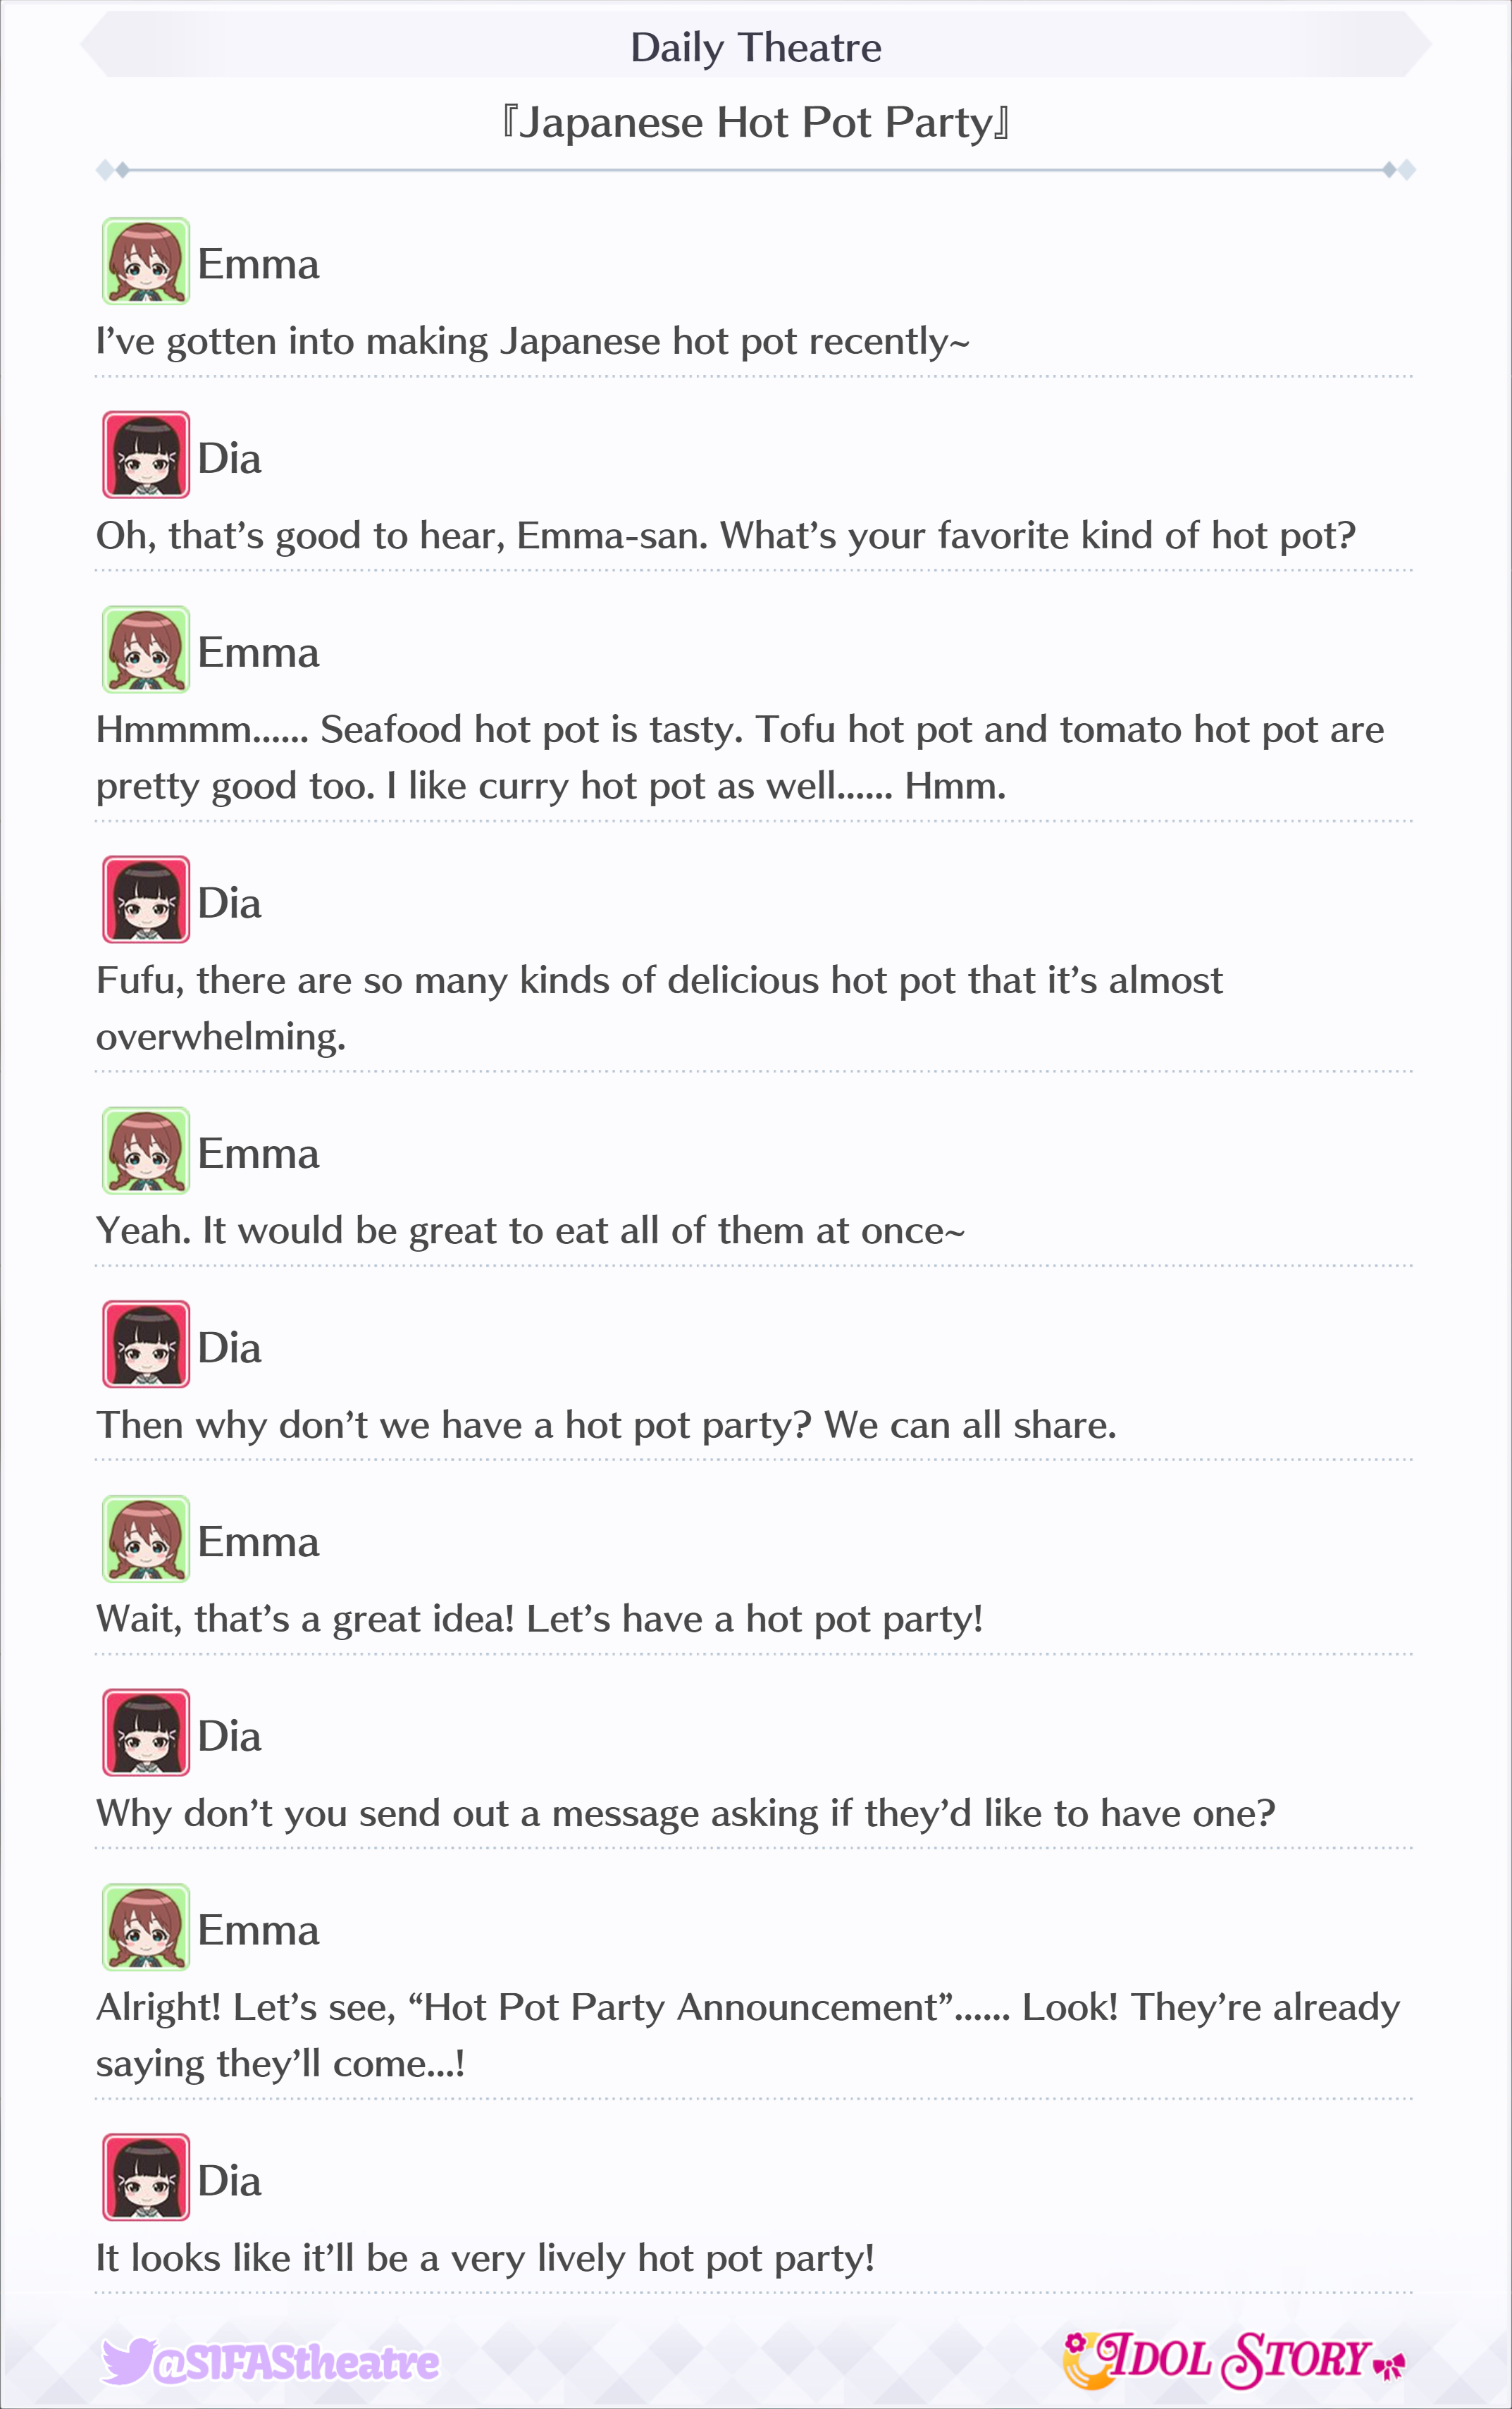 Daily Theatre
『Japanese Hot Pot Party』
Emma
I’ve gotten into making Japanese hot pot recently~
Dia
Oh, that’s good to hear, Emma-san. What’s your favorite kind of hot pot?
Emma
Hmmmm...... Seafood hot pot is tasty. Tofu hot pot and tomato hot pot are
pretty good too. I like curry hot pot as well...... Hmm.
Dia
Fufu, there are so many kinds of delicious hot pot that it’s almost
overwhelming.
Emma
Yeah. It would be great to eat all of them at once~
Dia
Then why don’t we have a hot pot party? We can all share.
Emma
Wait, that’s a great idea! Let’s have a hot pot party!
Dia
Why don’t you send out a message asking if they’d like to have one?
Emma
Alright! Let’s see, “Hot Pot Party Announcement”...... Look! They’re already
saying they’ll come...!
Dia
It looks like it’ll be a very lively hot pot party!
@SIFAStheatre
IDOL STORY